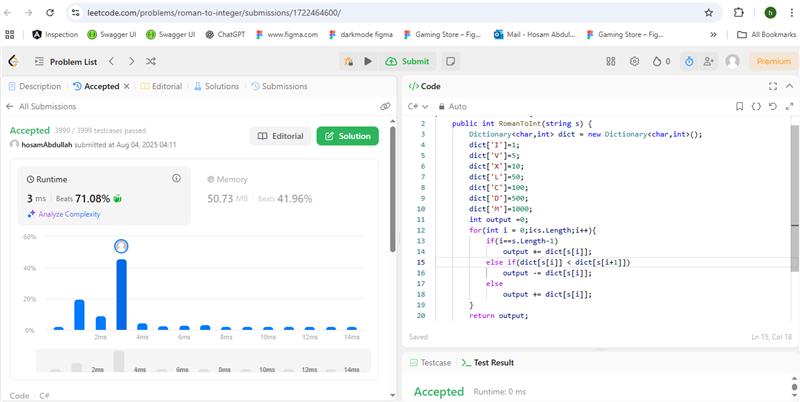 leetcode.com/problems/roman-to-integer/submissions/1722464600/
h
Inspection
Swagger UI
Swagger UI
ChatGPT
www.figma.com
darkmode figma
Gaming Store – Fig...
Mail - Hosam Abdul...
Gaming Store – Fig...
»
All Bookmarks
Problem List
Submit
0
Premium
Description
Accepted
Editorial
Solutions
Submissions
All Submissions
Accepted 3999 / 3999 testcases passed
hosamAbdullah submitted at Aug 04, 2025 04:11
Editorial
Solution
Runtime
3 ms | Beats 71.08%
Analyze Complexity
Memory
50.73 MB | Beats 41.96%
60%
40%
20%
0%
2ms 4ms 6ms 8ms 10ms 12ms 14ms
2ms 4ms 6ms 8ms 10ms 12ms 14ms
Code | C#
</> Code
C# Auto
2 public int RomanToInt(string s) {
3 Dictionary<char,int> dict = new Dictionary<char,int>();
4 dict['I']=1;
5 dict['V']=5;
6 dict['X']=10;
7 dict['L']=50;
8 dict['C']=100;
9 dict['D']=500;
10 dict['M']=1000;
11 int output =0;
12 for(int i = 0;i<s.Length;i++){
13 if(i==s.Length-1)
14 output += dict[s[i]];
15 else if(dict[s[i]] < dict[s[i+1]])
16 output -= dict[s[i]];
17 else
18 output += dict[s[i]];
19 }
20 return output;
Saved
Ln 15, Col 18
Testcase
Test Result
Accepted Runtime: 0 ms